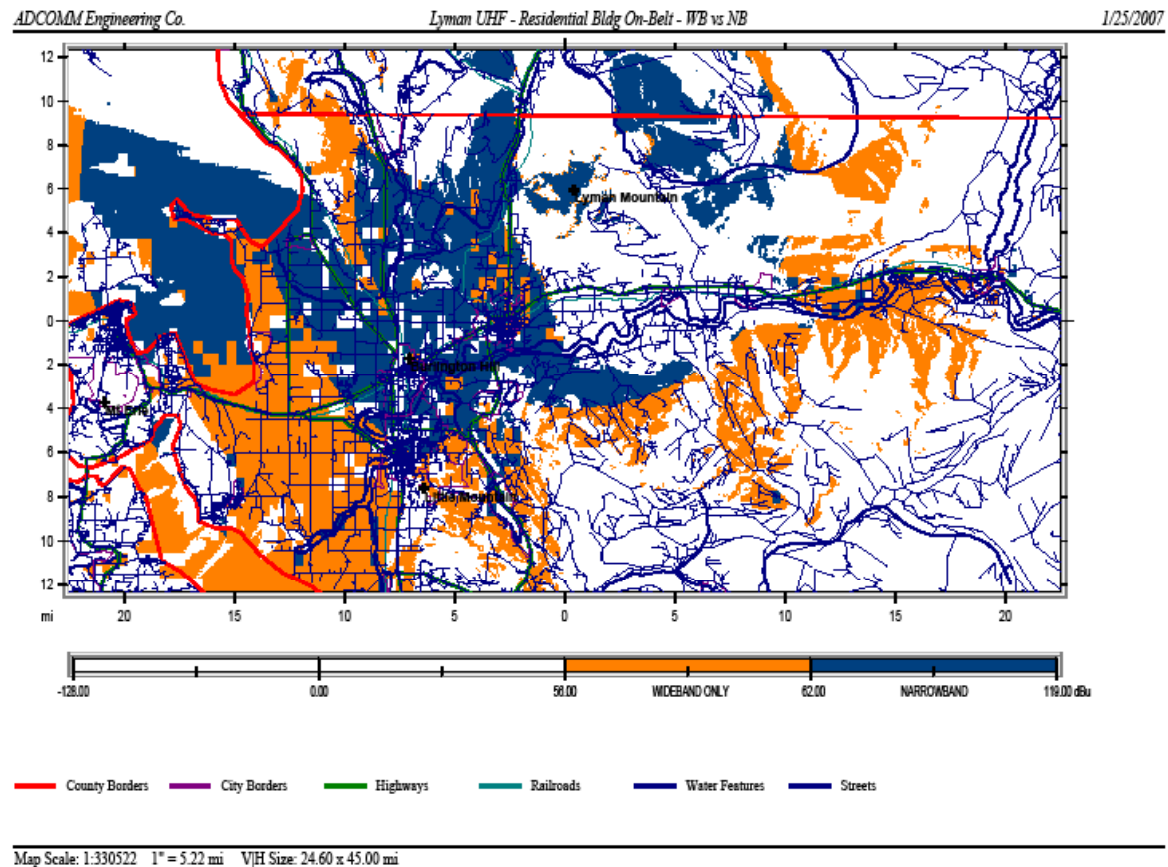 ADCOMM Engineering Co. Lyman UHF - Residential Bldg On-Belt - WB vs NB 1/25/2007
12
10
8
6
4
2
0
2
4
6
8
10
12
Lyman Mountain
mi 20 15 10 5 0 5 10 15 20
-128.00 0.00 56.00 WIDEBAND ONLY 62.00 NARROWBAND 119.00 dBu
County Borders City Borders Highways Railroads Water Features Streets
Map Scale: 1:330522 1" = 5.22 mi V|H Size: 24.60 x 45.00 mi